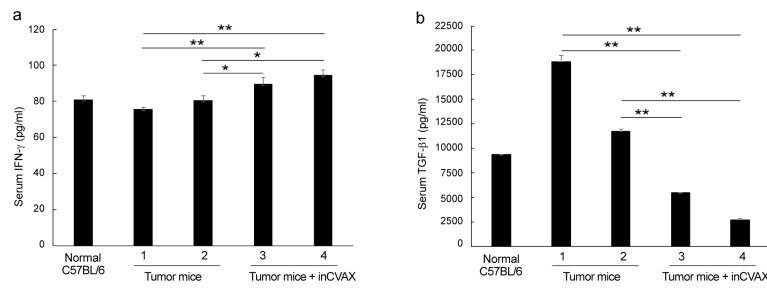 a
120
100
80
60
40
20
0
Serum IFN-γ (pg/ml)
**
**
*
*
Normal
C57BL/6
1
2
3
4
Tumor mice
Tumor mice + inCVAX
b
22500
20000
17500
15000
12500
10000
7500
5000
2500
0
Serum TGF-β1 (pg/ml)
**
**
**
**
Normal
C57BL/6
1
2
3
4
Tumor mice
Tumor mice + inCVAX